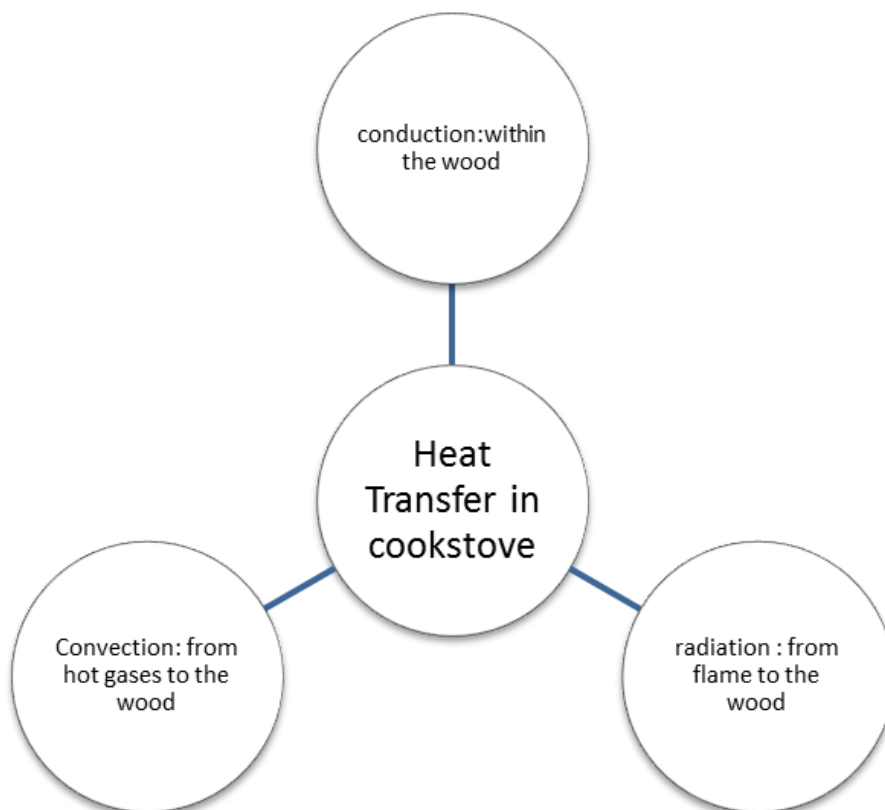 conduction:within
the wood
Heat
Transfer in
cookstove
Convection: from
hot gases to the
wood
radiation : from
flame to the
wood